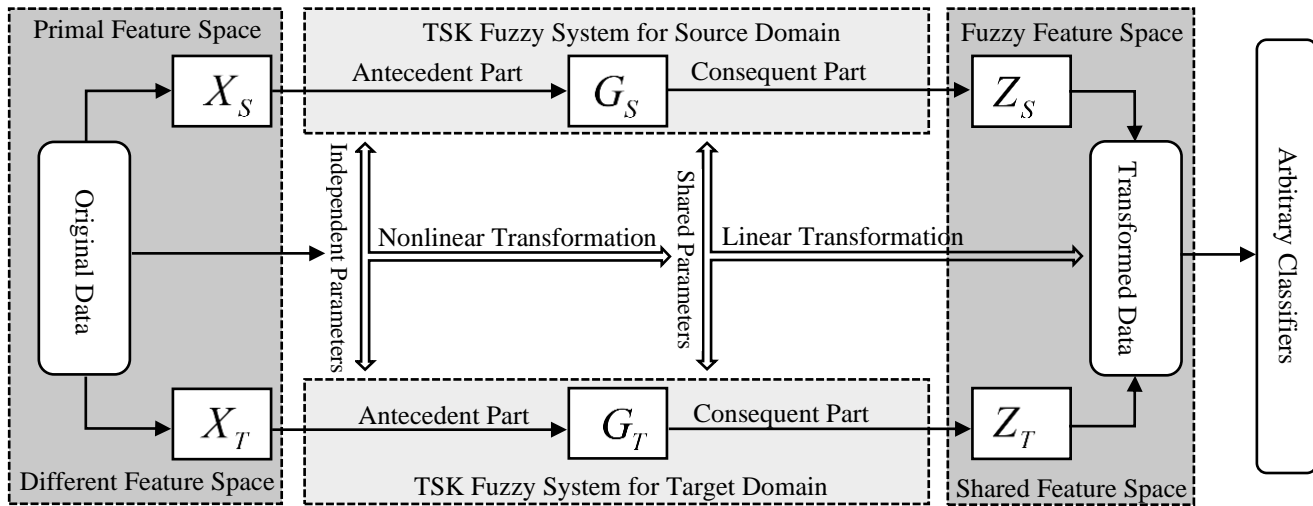 Primal Feature Space
TSK Fuzzy System for Source Domain
Fuzzy Feature Space
X_S
Antecedent Part
G_S
Consequent Part
Z_S
Original Data
Independent Parameters
Nonlinear Transformation
Shared Parameters
Linear Transformation
Transformed Data
Arbitrary Classifiers
X_T
Antecedent Part
G_T
Consequent Part
Z_T
Different Feature Space
TSK Fuzzy System for Target Domain
Shared Feature Space